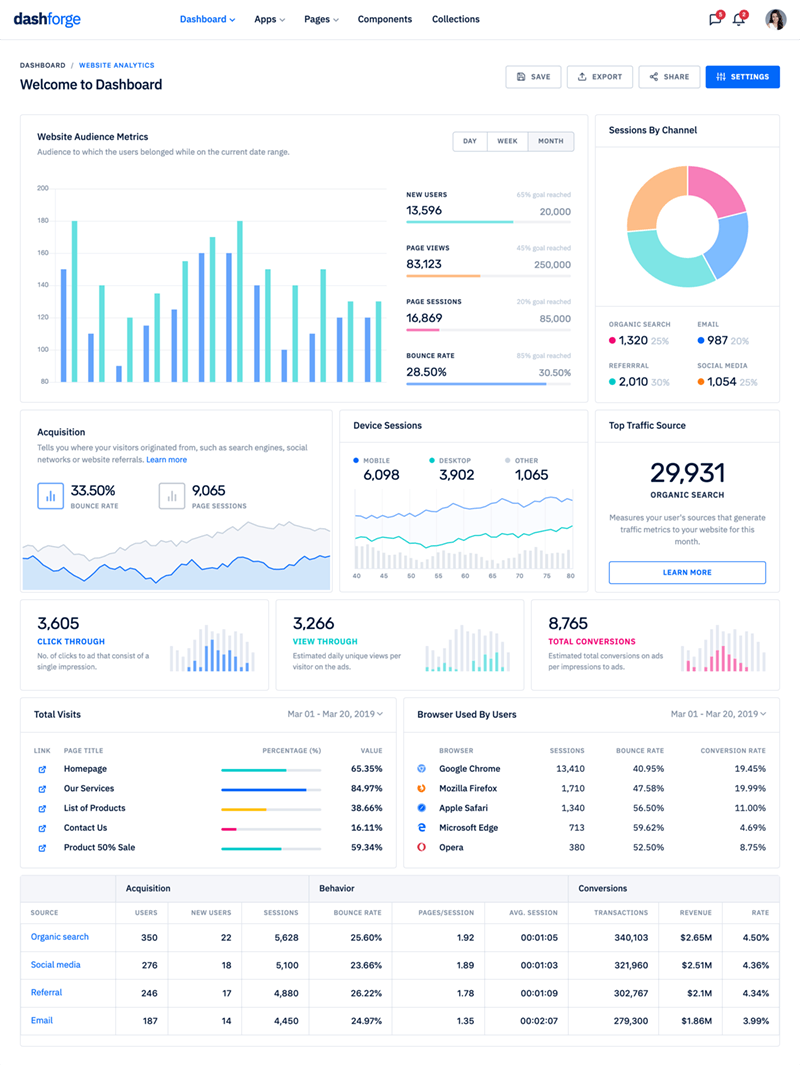 dashforge
Dashboard Apps Pages Components Collections
5 2
DASHBOARD / WEBSITE ANALYTICS
Welcome to Dashboard
SAVE EXPORT SHARE SETTINGS
Website Audience Metrics
Audience to which the users belonged while on the current date range.
DAY WEEK MONTH
200
180
160
140
120
100
80
NEW USERS 65% goal reached
13,596 20,000
PAGE VIEWS 45% goal reached
83,123 250,000
PAGE SESSIONS 20% goal reached
16,869 85,000
BOUNCE RATE 85% goal reached
28.50% 30.50%
Sessions By Channel
ORGANIC SEARCH EMAIL
1,320 25% 987 20%
REFERRRAL SOCIAL MEDIA
2,010 30% 1,054 25%
Acquisition
Tells you where your visitors originated from, such as search engines, social
networks or website referrals. Learn more
33.50% 9,065
BOUNCE RATE PAGE SESSIONS
Device Sessions
MOBILE DESKTOP OTHER
6,098 3,902 1,065
40 45 50 55 60 65 70 75 80
Top Traffic Source
29,931
ORGANIC SEARCH
Measures your user's sources that generate
traffic metrics to your website for this
month.
LEARN MORE
3,605
CLICK THROUGH
No. of clicks to ad that consist of a
single impression.
3,266
VIEW THROUGH
Estimated daily unique views per
visitor on the ads.
8,765
TOTAL CONVERSIONS
Estimated total conversions on ads
per impressions to ads.
Total Visits Mar 01 - Mar 20, 2019
LINK PAGE TITLE PERCENTAGE (%) VALUE
Homepage 65.35%
Our Services 84.97%
List of Products 38.66%
Contact Us 16.11%
Product 50% Sale 59.34%
Browser Used By Users Mar 01 - Mar 20, 2019
BROWSER SESSIONS BOUNCE RATE CONVERSION RATE
Google Chrome 13,410 40.95% 19.45%
Mozilla Firefox 1,710 47.58% 19.99%
Apple Safari 1,340 56.50% 11.00%
Microsoft Edge 713 59.62% 4.69%
Opera 380 52.50% 8.75%
Acquisition Behavior Conversions
SOURCE USERS NEW USERS SESSIONS BOUNCE RATE PAGES/SESSION AVG. SESSION TRANSACTIONS REVENUE RATE
Organic search 350 22 5,628 25.60% 1.92 00:01:05 340,103 $2.65M 4.50%
Social media 276 18 5,100 23.66% 1.89 00:01:03 321,960 $2.51M 4.36%
Referral 246 17 4,880 26.22% 1.78 00:01:09 302,767 $2.1M 4.34%
Email 187 14 4,450 24.97% 1.35 00:02:07 279,300 $1.86M 3.99%